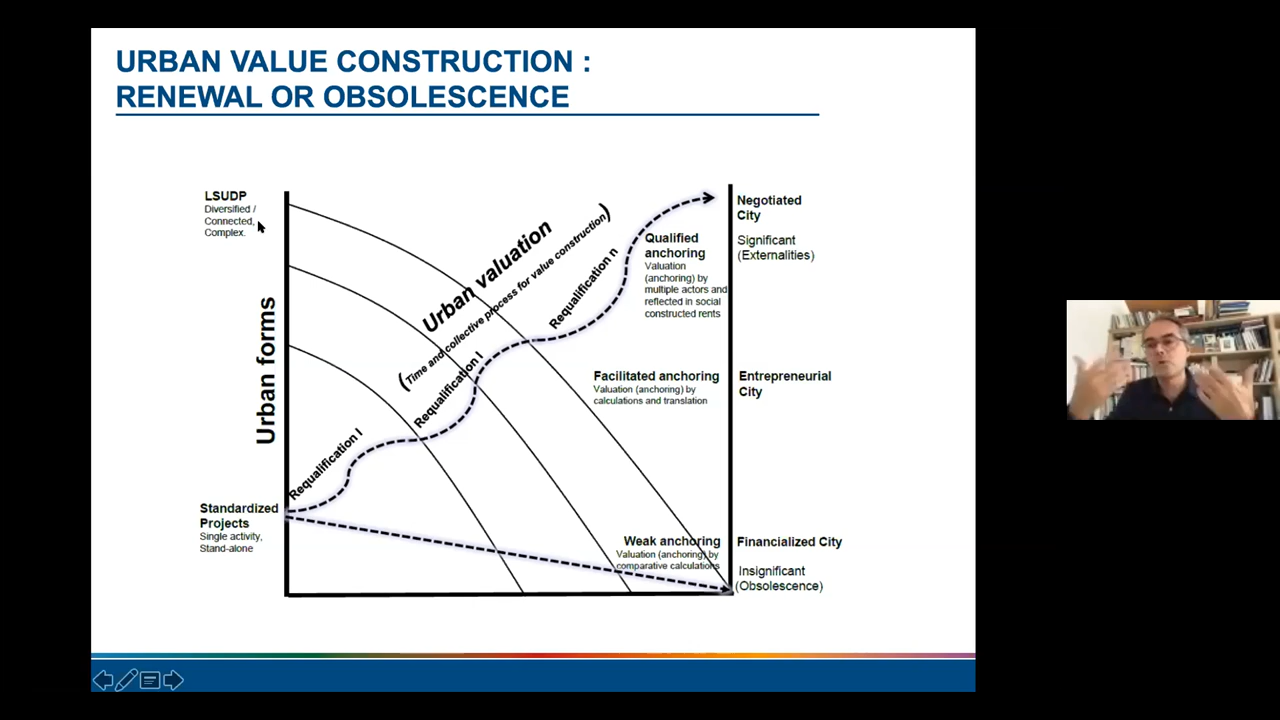 URBAN VALUE CONSTRUCTION :
RENEWAL OR OBSOLESCENCE
LSUDP
Diversified /
Connected,
Complex.
Urban forms
Standardized
Projects
Single activity,
Stand-alone
Urban valuation
(Time and collective process for value construction)
Requalification I
Requalification I
Requalification n
Qualified
anchoring
Valuation
(anchoring) by
multiple actors and
reflected in social
constructed rents
Facilitated anchoring
Valuation (anchoring) by
calculations and translation
Weak anchoring
Valuation (anchoring) by
comparative calculations
Negotiated
City
Significant
(Externalities)
Entrepreneurial
City
Financialized City
Insignificant
(Obsolescence)